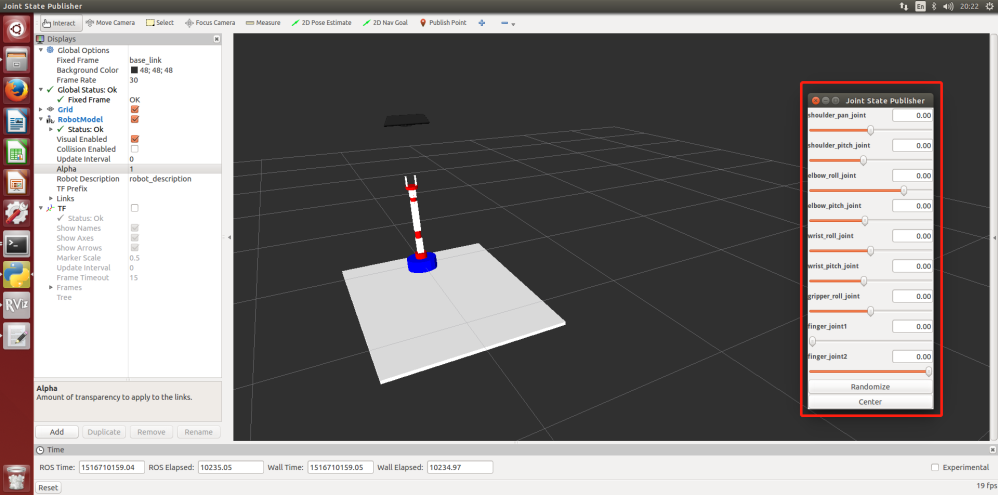 Joint State Publisher
En
20:22
Interact Move Camera Select Focus Camera Measure 2D Pose Estimate 2D Nav Goal Publish Point
Displays
Global Options
Fixed Frame base_link
Background Color 48; 48; 48
Frame Rate 30
Global Status: Ok
Fixed Frame OK
Grid
RobotModel
Status: Ok
Visual Enabled
Collision Enabled
Update Interval 0
Alpha 1
Robot Description robot_description
TF Prefix
Links
TF
Status: Ok
Show Names
Show Axes
Show Arrows
Marker Scale 0.5
Update Interval 0
Frame Timeout 15
Frames
Tree
Alpha
Amount of transparency to apply to the links.
Add Duplicate Remove Rename
Joint State Publisher
shoulder_pan_joint 0.00
shoulder_pitch_joint 0.00
elbow_roll_joint 0.00
elbow_pitch_joint 0.00
wrist_roll_joint 0.00
wrist_pitch_joint 0.00
gripper_roll_joint 0.00
finger_joint1 0.00
finger_joint2 0.00
Randomize
Center
Time
ROS Time: 1516710159.04 ROS Elapsed: 10235.05 Wall Time: 1516710159.05 Wall Elapsed: 10234.97 Experimental
Reset 19 fps
RViz